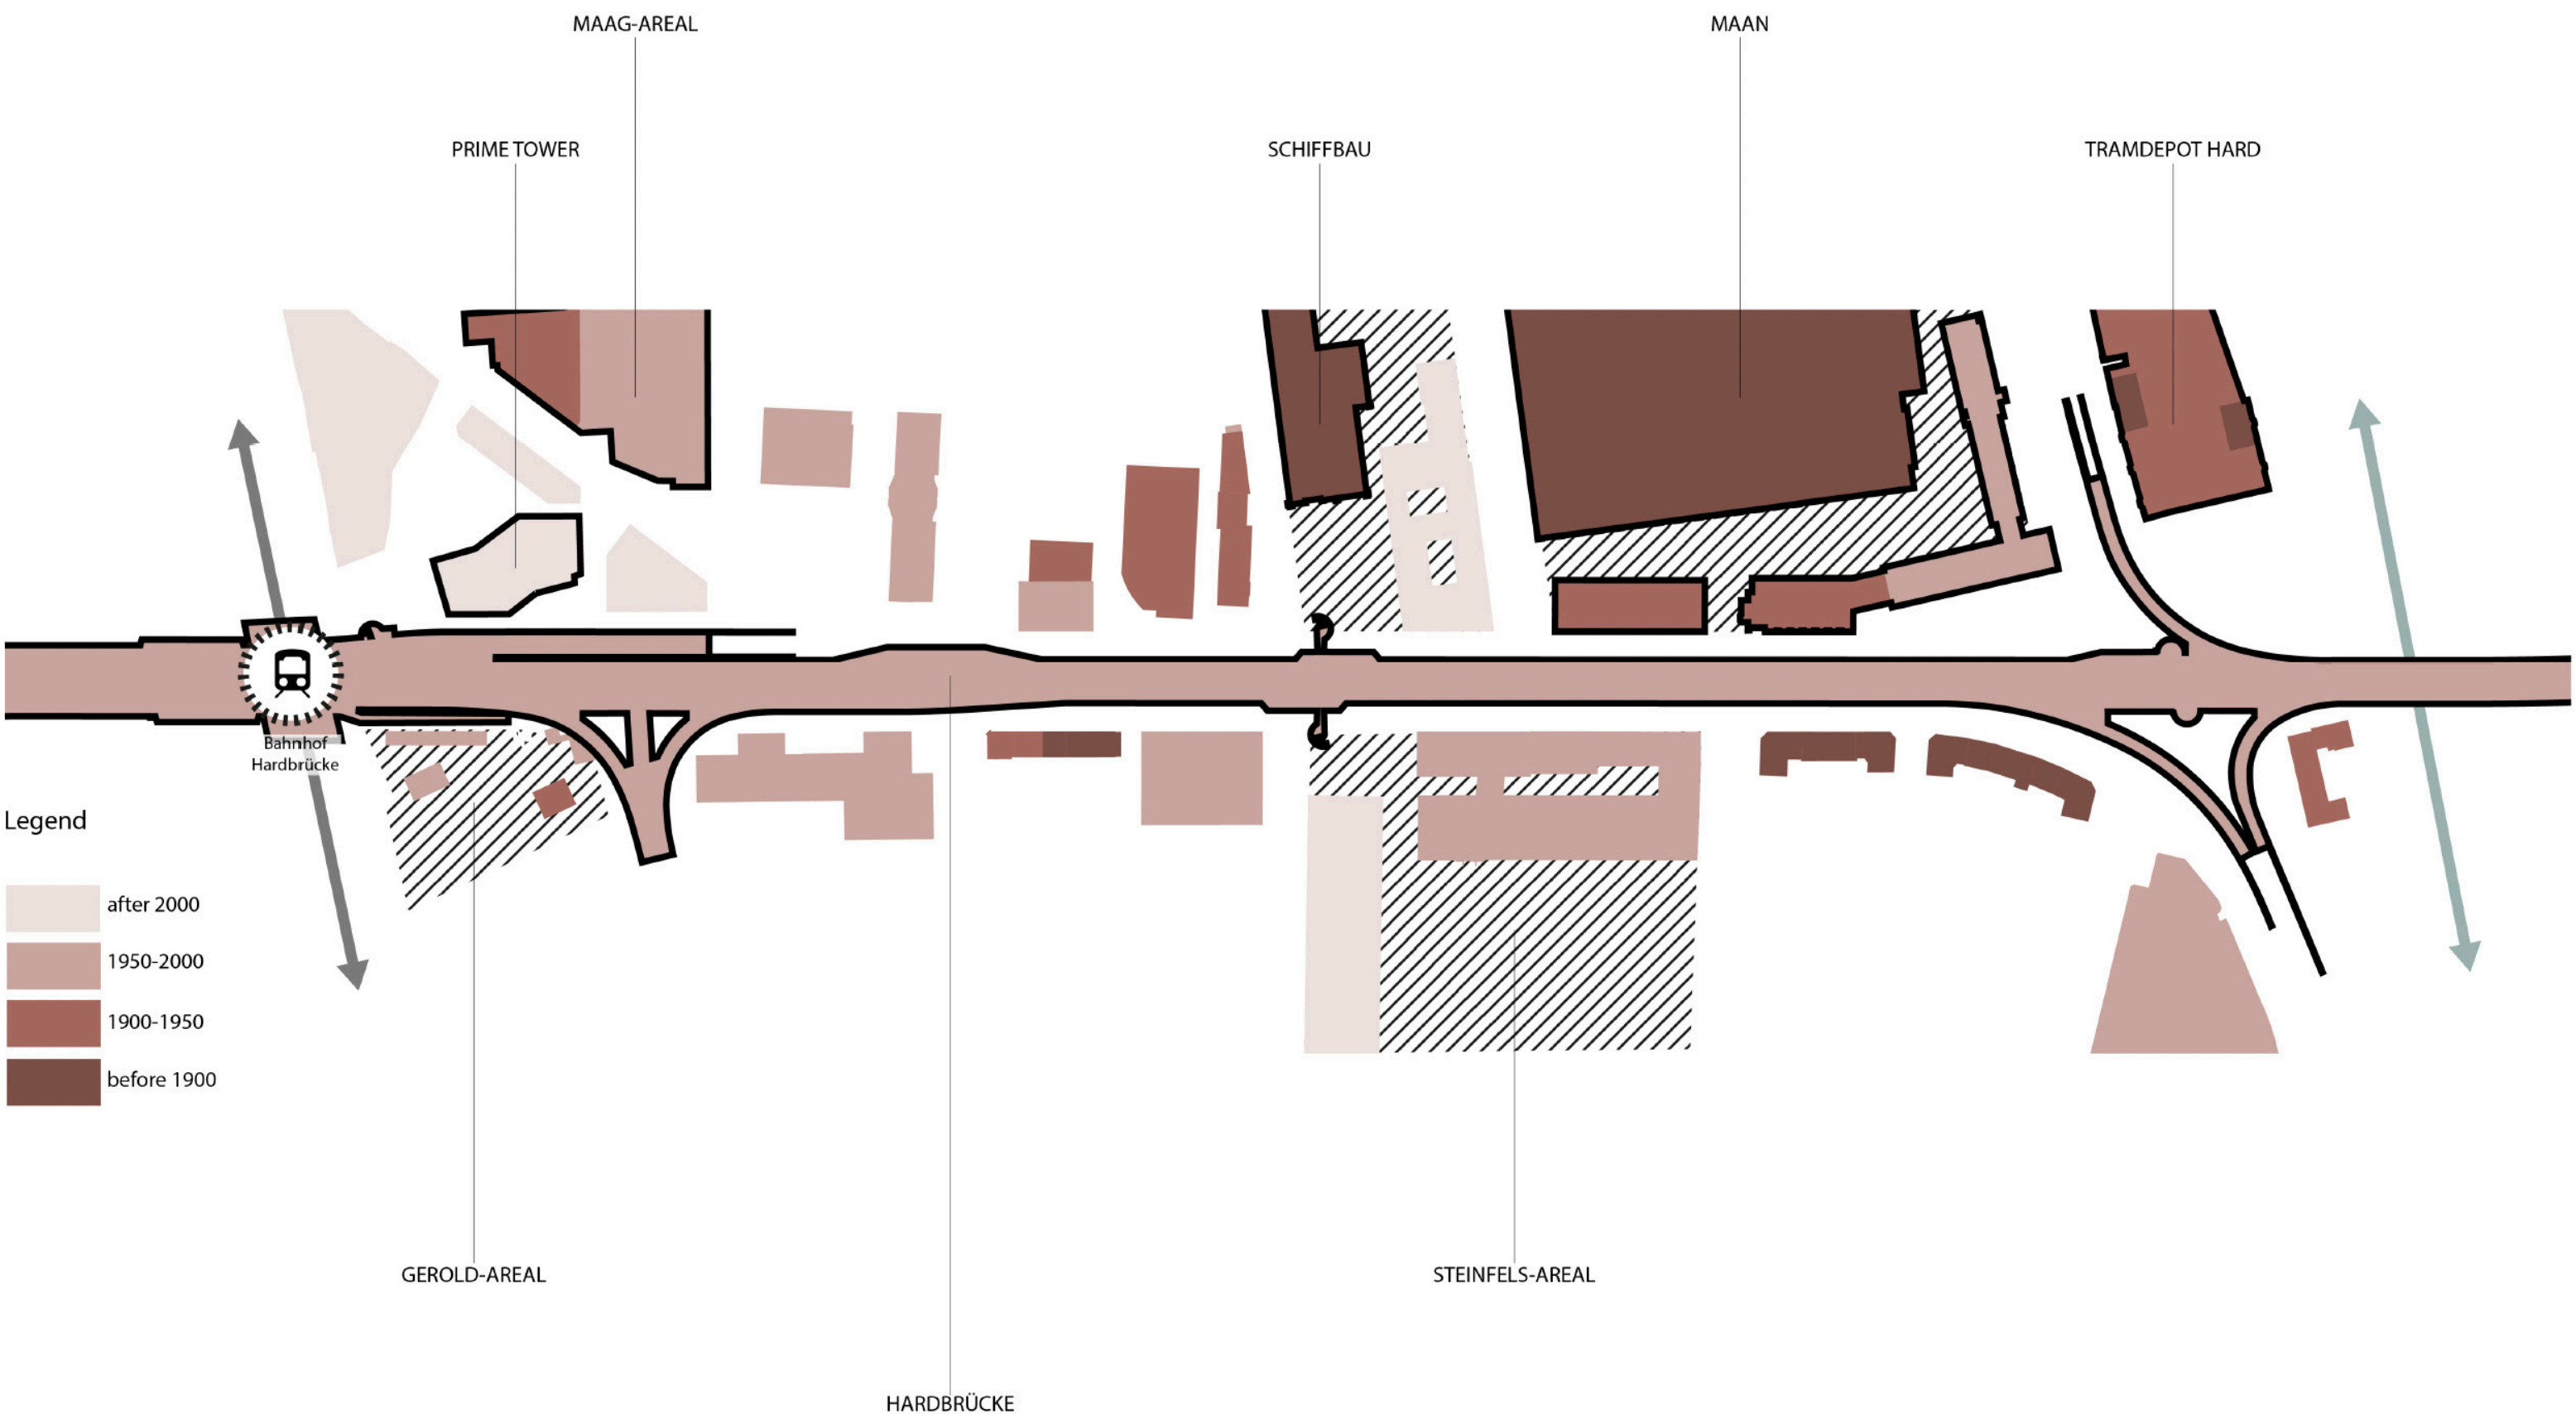 MAAG-AREAL
MAAN
PRIME TOWER
SCHIFFBAU
TRAMDEPOT HARD
Bahnhof
Hardbrücke
Legend
after 2000
1950-2000
1900-1950
before 1900
GEROLD-AREAL
STEINFELS-AREAL
HARDBRÜCKE